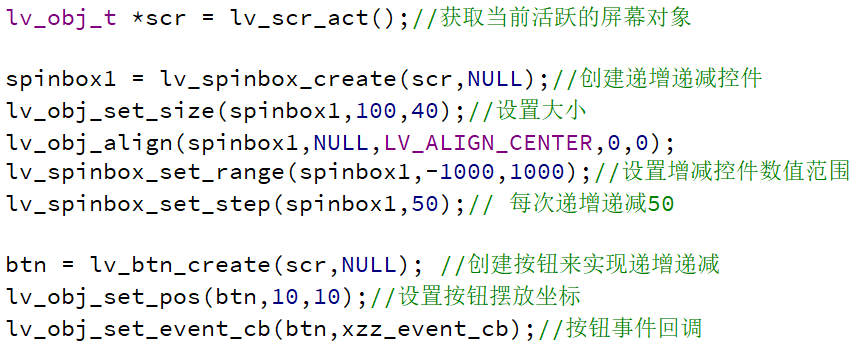 lv_obj_t *scr = lv_scr_act();//获取当前活跃的屏幕对象
spinbox1 = lv_spinbox_create(scr,NULL);//创建递增递减控件
lv_obj_set_size(spinbox1,100,40);//设置大小
lv_obj_align(spinbox1,NULL,LV_ALIGN_CENTER,0,0);
lv_spinbox_set_range(spinbox1,-1000,1000);//设置增减控件数值范围
lv_spinbox_set_step(spinbox1,50);// 每次递增递减50
btn = lv_btn_create(scr,NULL); //创建按钮来实现递增递减
lv_obj_set_pos(btn,10,10);//设置按钮摆放坐标
lv_obj_set_event_cb(btn,xzz_event_cb);//按钮事件回调